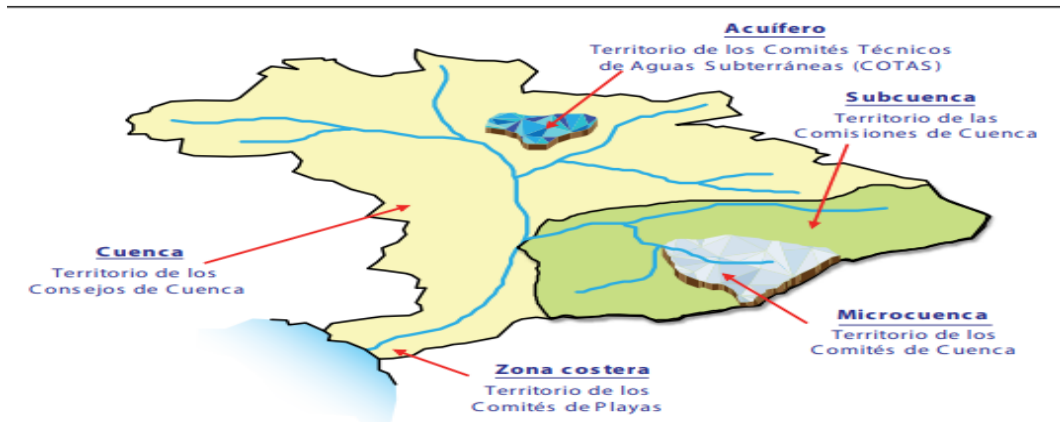 Acuífero
Territorio de los Comités Técnicos
de Aguas Subterráneas (COTAS)
Subcuenca
Territorio de las
Comisiones de Cuenca
Cuenca
Territorio de los
Consejos de Cuenca
Microcuenca
Territorio de los
Comités de Cuenca
Zona costera
Territorio de los
Comités de Playas